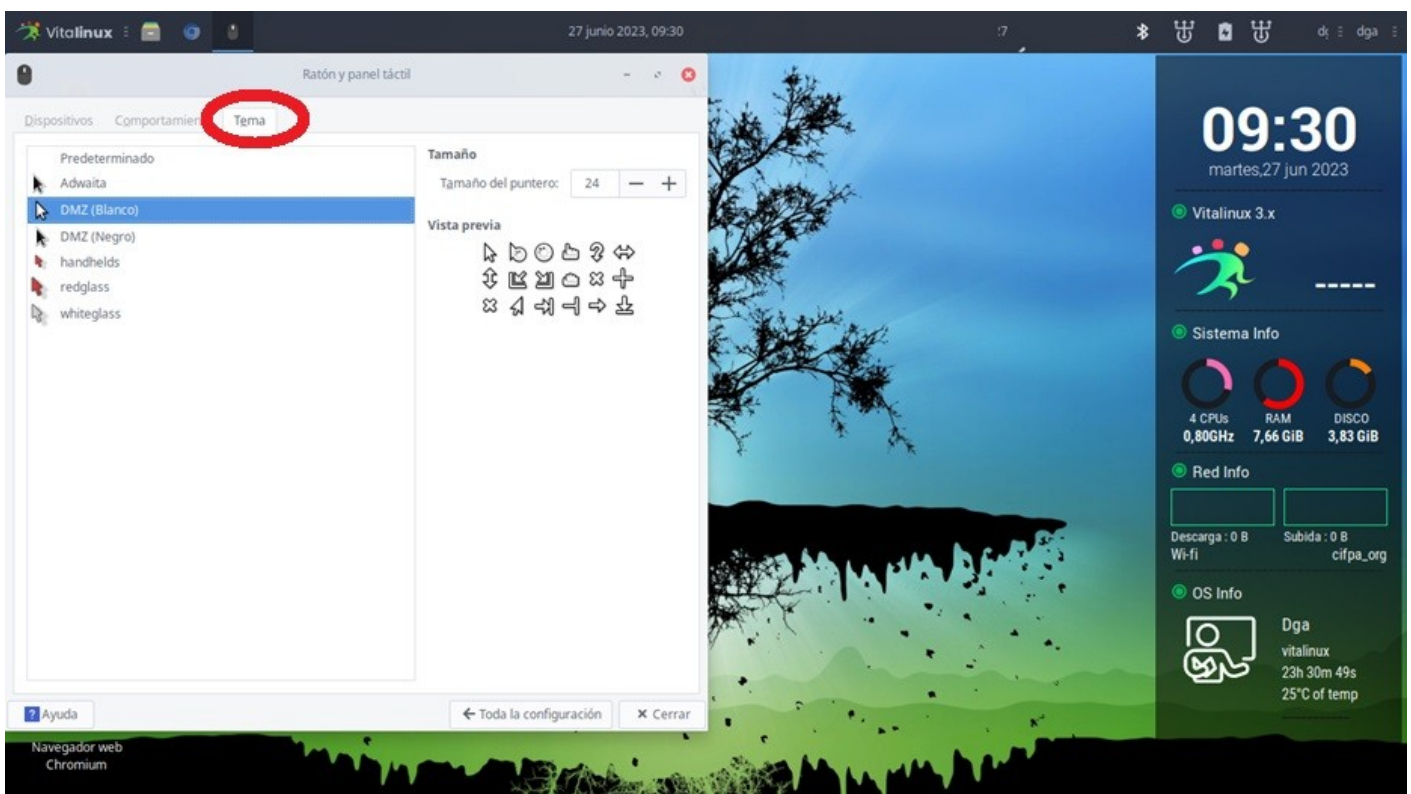 Vitalinux
27 junio 2023, 09:30
:7
dga
Ratón y panel táctil
Dispositivos
Tema
Predeterminado
Adwaita
DMZ (Blanco)
DMZ (Negro)
handhelds
redglass
whiteglass
Tamaño
Tamaño del puntero: 24
Vista previa
? Ayuda
Toda la configuración
Cerrar
Navegador web
Chromium
09:30
martes,27 jun 2023
Vitalinux 3.x
-----
Sistema Info
4 CPUs RAM DISCO
0,80GHz 7,66 GiB 3,83 GiB
Red Info
Descarga : 0 B Subida : 0 B
Wi-fi cifpa_org
OS Info
Dga
vitalinux
23h 30m 49s
25°C of temp